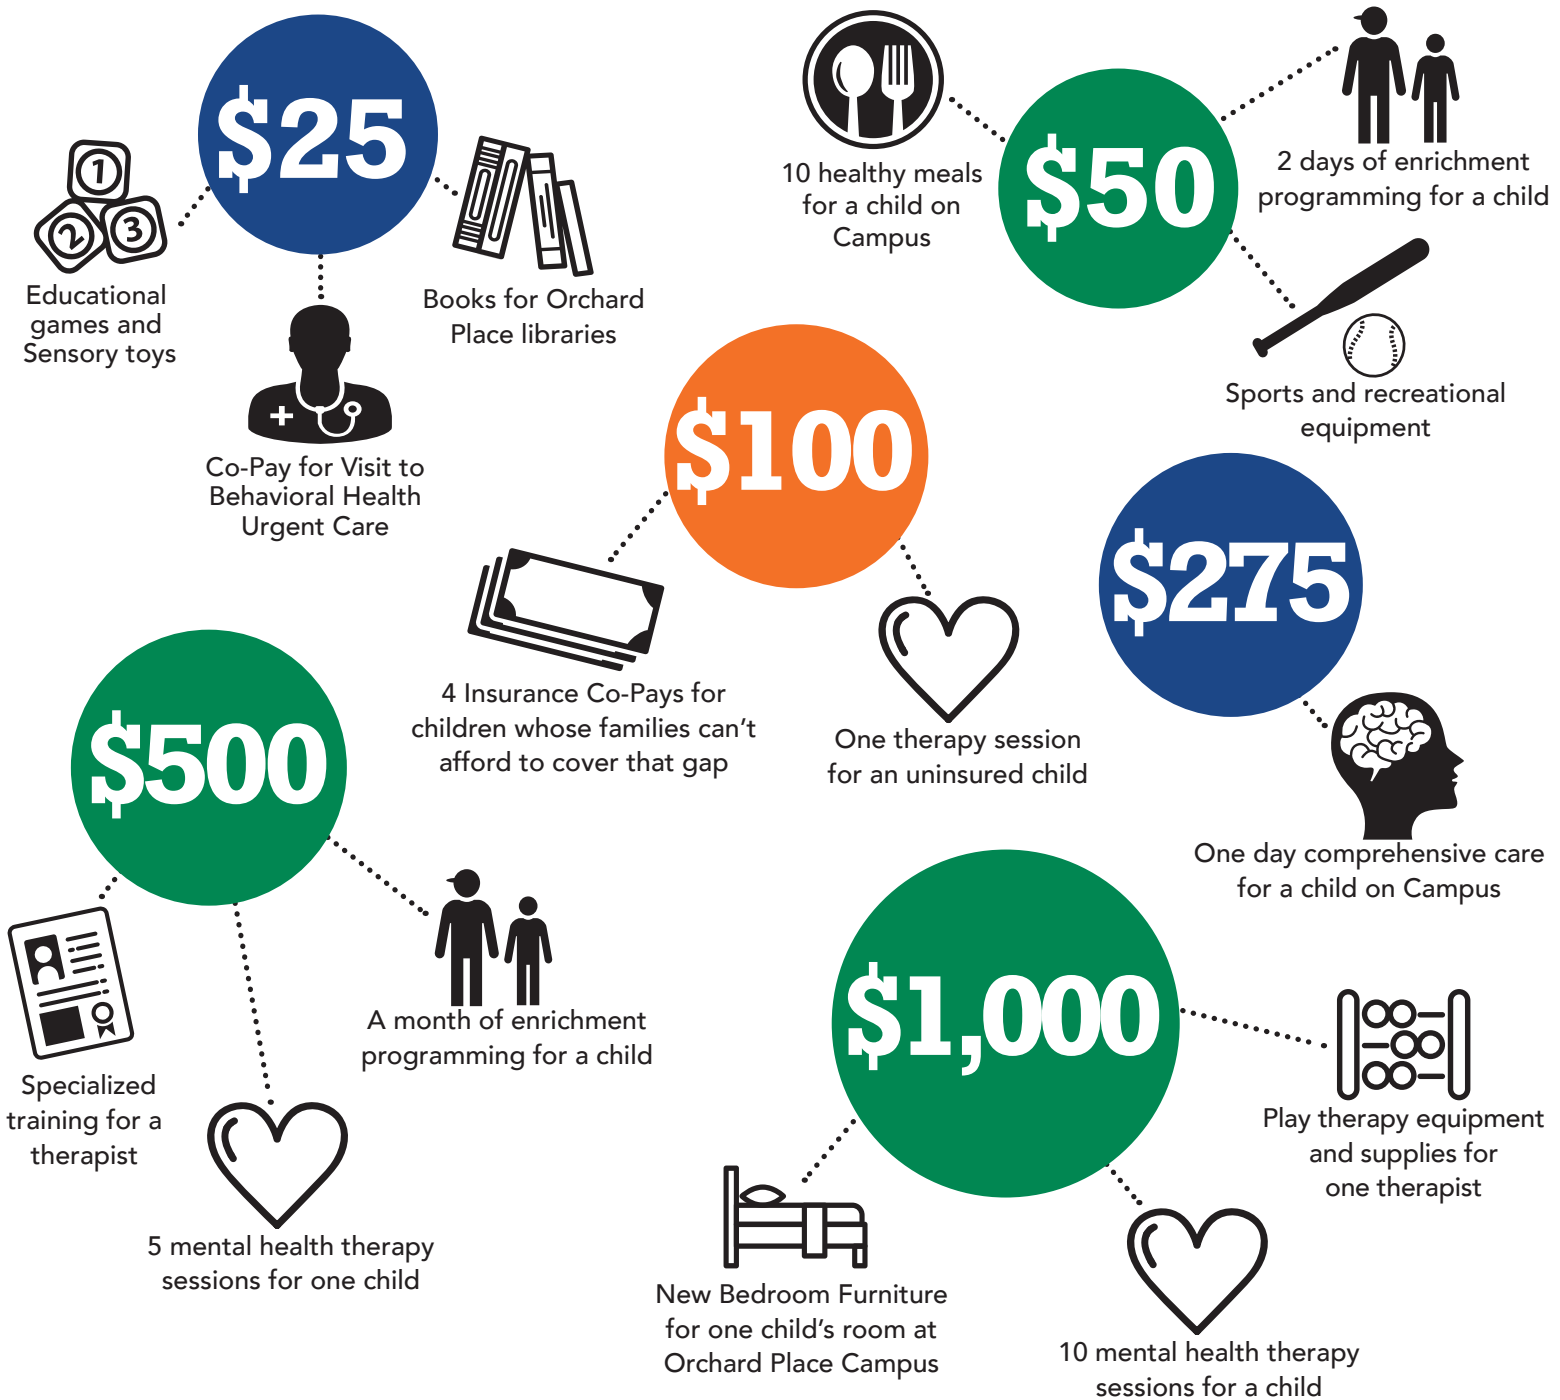 $25
1
2
3
Educational
games and
Sensory toys
Co-Pay for Visit to
Behavioral Health
Urgent Care
Books for Orchard
Place libraries
$50
10 healthy meals
for a child on
Campus
2 days of enrichment
programming for a child
Sports and recreational
equipment
$100
4 Insurance Co-Pays for
children whose families can't
afford to cover that gap
One therapy session
for an uninsured child
$275
One day comprehensive care
for a child on Campus
$500
Specialized
training for a
therapist
5 mental health therapy
sessions for one child
A month of enrichment
programming for a child
$1,000
New Bedroom Furniture
for one child's room at
Orchard Place Campus
10 mental health therapy
sessions for a child
Play therapy equipment
and supplies for
one therapist